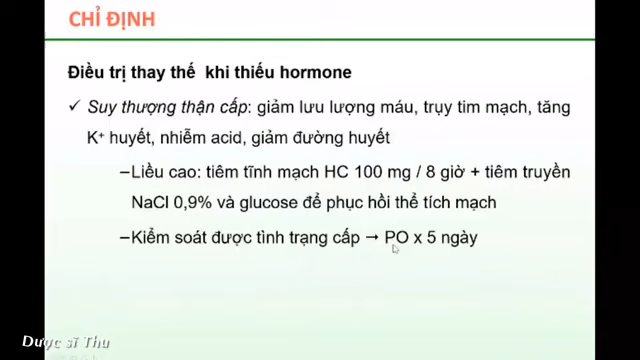 CHỈ ĐỊNH
Điều trị thay thế khi thiếu hormone
✓ Suy thượng thận cấp: giảm lưu lượng máu, trụy tim mạch, tăng
K⁺ huyết, nhiễm acid, giảm đường huyết
–Liều cao: tiêm tĩnh mạch HC 100 mg / 8 giờ + tiêm truyền
NaCl 0,9% và glucose để phục hồi thể tích mạch
–Kiểm soát được tình trạng cấp → PO x 5 ngày
Dược sĩ Thu